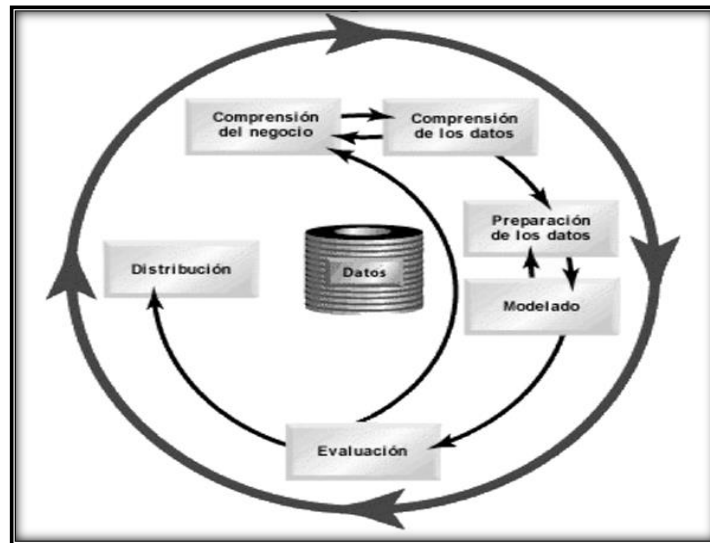 Comprensión
del negocio
Comprensión
de los datos
Preparación
de los datos
Distribución
Datos
Modelado
Evaluación